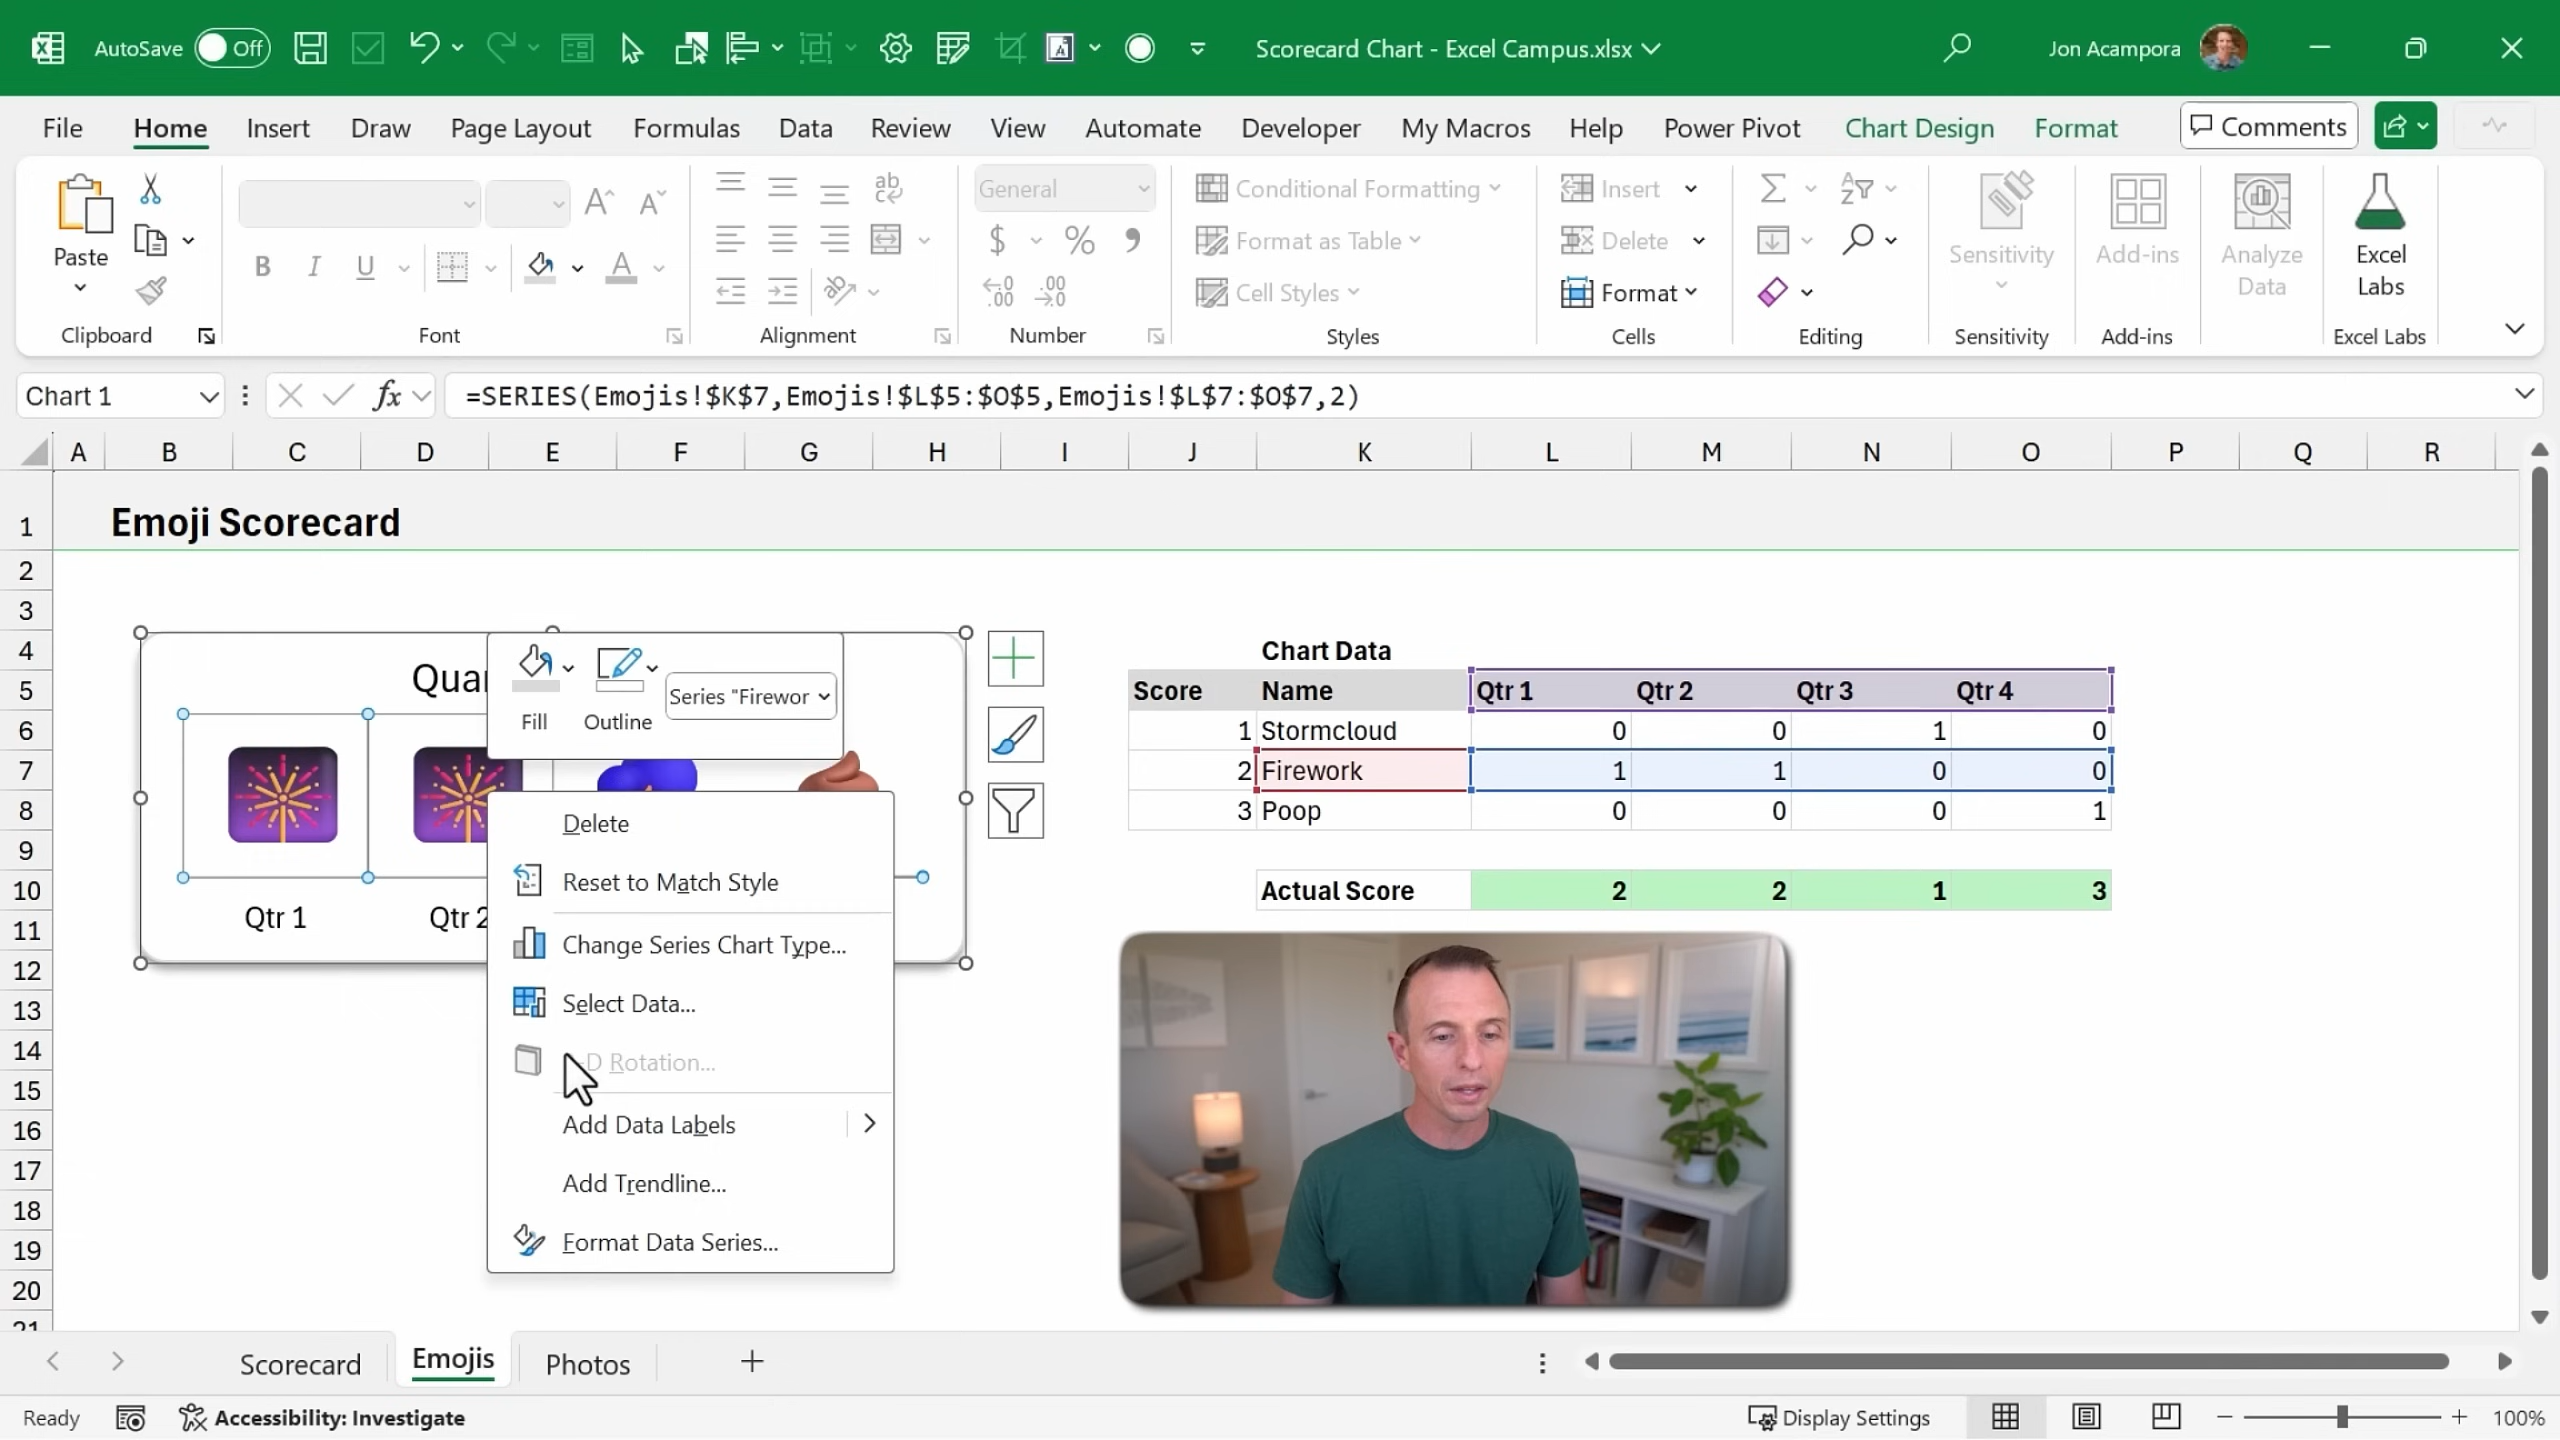 AutoSave Off Scorecard Chart - Excel Campus.xlsx Jon Acampora
File Home Insert Draw Page Layout Formulas Data Review View Automate Developer My Macros Help Power Pivot Chart Design Format Comments
Paste
Clipboard
B I U A
Font
ab
Alignment
General
$ % 9
Number
Conditional Formatting
Format as Table
Cell Styles
Styles
Insert
Delete
Format
Cells
Editing
Sensitivity
Sensitivity
Add-ins
Add-ins
Analyze
Data
Excel
Labs
Excel Labs
Chart 1 fx =SERIES(Emojis!$K$7,Emojis!$L$5:$O$5,Emojis!$L$7:$O$7,2)
A B C D E F G H I J K L M N O P Q R
1 Emoji Scorecard
2
3
4 Chart Data
5 Score Name Qtr 1 Qtr 2 Qtr 3 Qtr 4
6 1 Stormcloud 0 0 1 0
7 2 Firework 1 1 0 0
8 3 Poop 0 0 0 1
9
10 Actual Score 2 2 1 3
11
12
13
14
15
16
17
18
19
20
21
Fill
Outline
Series "Firewor
Qtr 1 Qtr 2
Delete
Reset to Match Style
Change Series Chart Type...
Select Data...
D Rotation...
Add Data Labels
Add Trendline...
Format Data Series...
Scorecard Emojis Photos
Ready Accessibility: Investigate Display Settings 100%